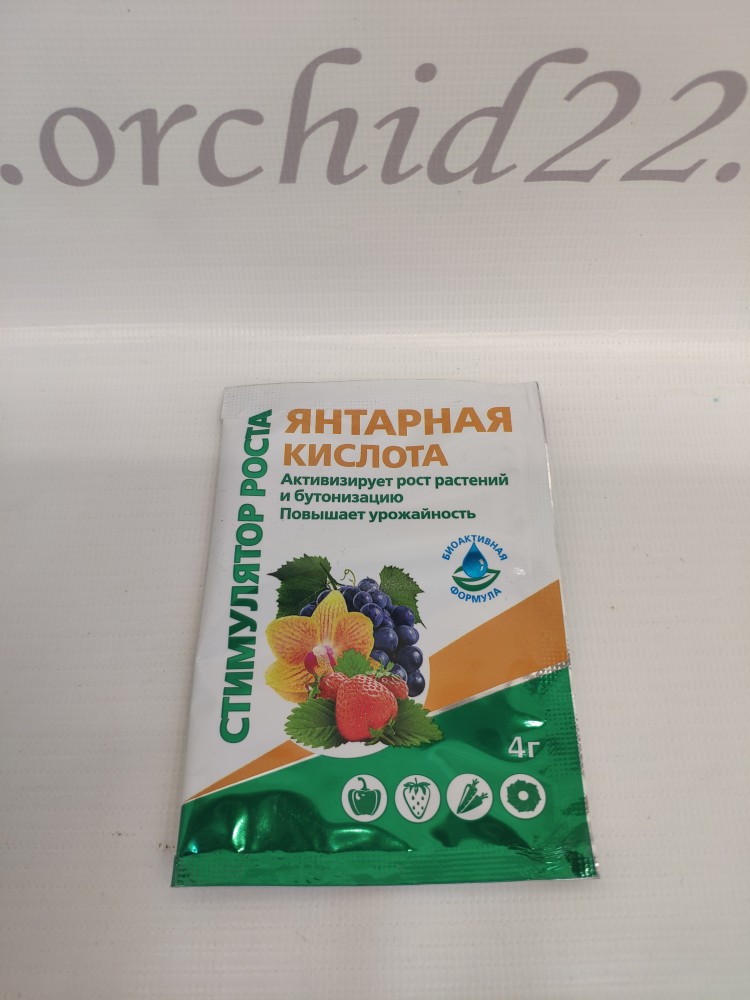 .orchid22.
СТИМУЛЯТОР РОСТА
ЯНТАРНАЯ
КИСЛОТА
Активизирует рост растений
и бутонизацию
Повышает урожайность
БИОАКТИВНАЯ
ФОРМУЛА
4г